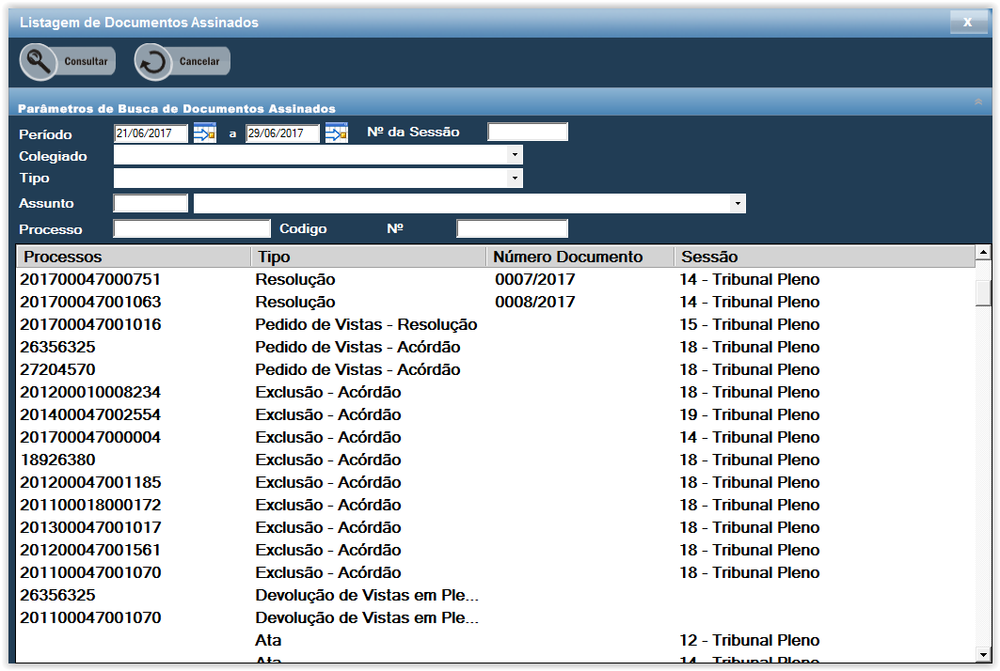 Listagem de Documentos Assinados
x
Consultar Cancelar
Parâmetros de Busca de Documentos Assinados
Período 21/06/2017 a 29/06/2017 Nº da Sessão
Colegiado
Tipo
Assunto
Processo Codigo Nº
Processos Tipo Número Documento Sessão
201700047000751 Resolução 0007/2017 14 - Tribunal Pleno
201700047001063 Resolução 0008/2017 14 - Tribunal Pleno
201700047001016 Pedido de Vistas - Resolução 15 - Tribunal Pleno
26356325 Pedido de Vistas - Acórdão 18 - Tribunal Pleno
27204570 Pedido de Vistas - Acórdão 18 - Tribunal Pleno
201200010008234 Exclusão - Acórdão 18 - Tribunal Pleno
201400047002554 Exclusão - Acórdão 19 - Tribunal Pleno
201700047000004 Exclusão - Acórdão 14 - Tribunal Pleno
18926380 Exclusão - Acórdão 18 - Tribunal Pleno
201200047001185 Exclusão - Acórdão 18 - Tribunal Pleno
201100018000172 Exclusão - Acórdão 18 - Tribunal Pleno
201300047001017 Exclusão - Acórdão 18 - Tribunal Pleno
201200047001561 Exclusão - Acórdão 18 - Tribunal Pleno
201100047001070 Exclusão - Acórdão 18 - Tribunal Pleno
26356325 Devolução de Vistas em Ple...
201100047001070 Devolução de Vistas em Ple...
Ata 12 - Tribunal Pleno
Ata 14 - Tribunal Pleno